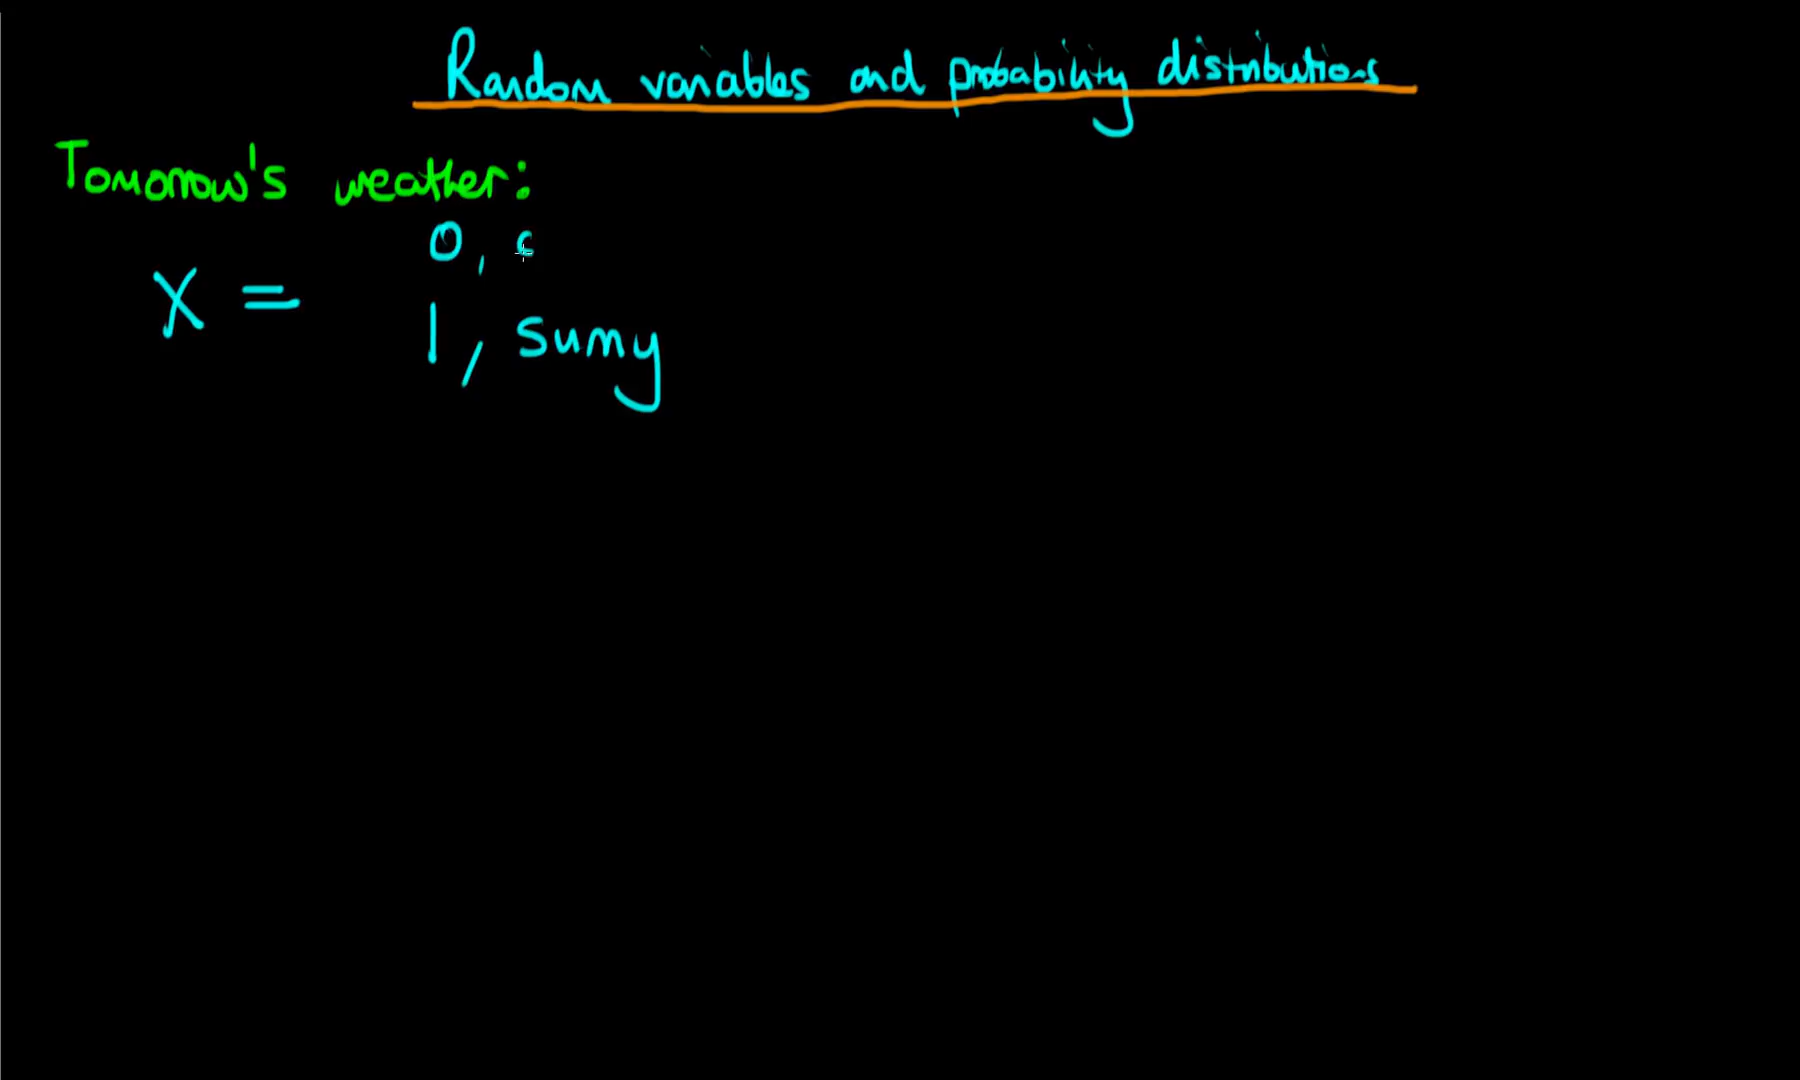 Random variables and probability distributions
Tomorrow's weather:
0,
X =
1, sunny